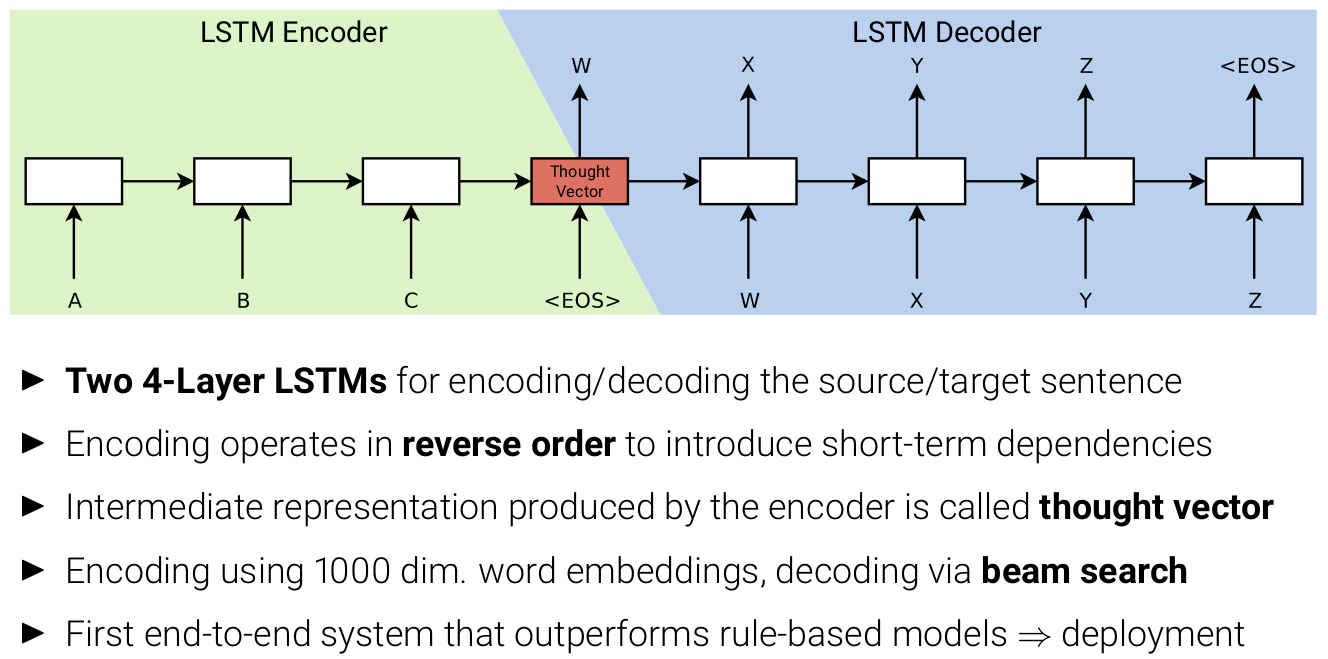 LSTM Encoder LSTM Decoder
W X Y Z <EOS>
Thought
Vector
A B C <EOS> W X Y Z
▶ Two 4-Layer LSTMs for encoding/decoding the source/target sentence
▶ Encoding operates in reverse order to introduce short-term dependencies
▶ Intermediate representation produced by the encoder is called thought vector
▶ Encoding using 1000 dim. word embeddings, decoding via beam search
▶ First end-to-end system that outperforms rule-based models ⇒ deployment